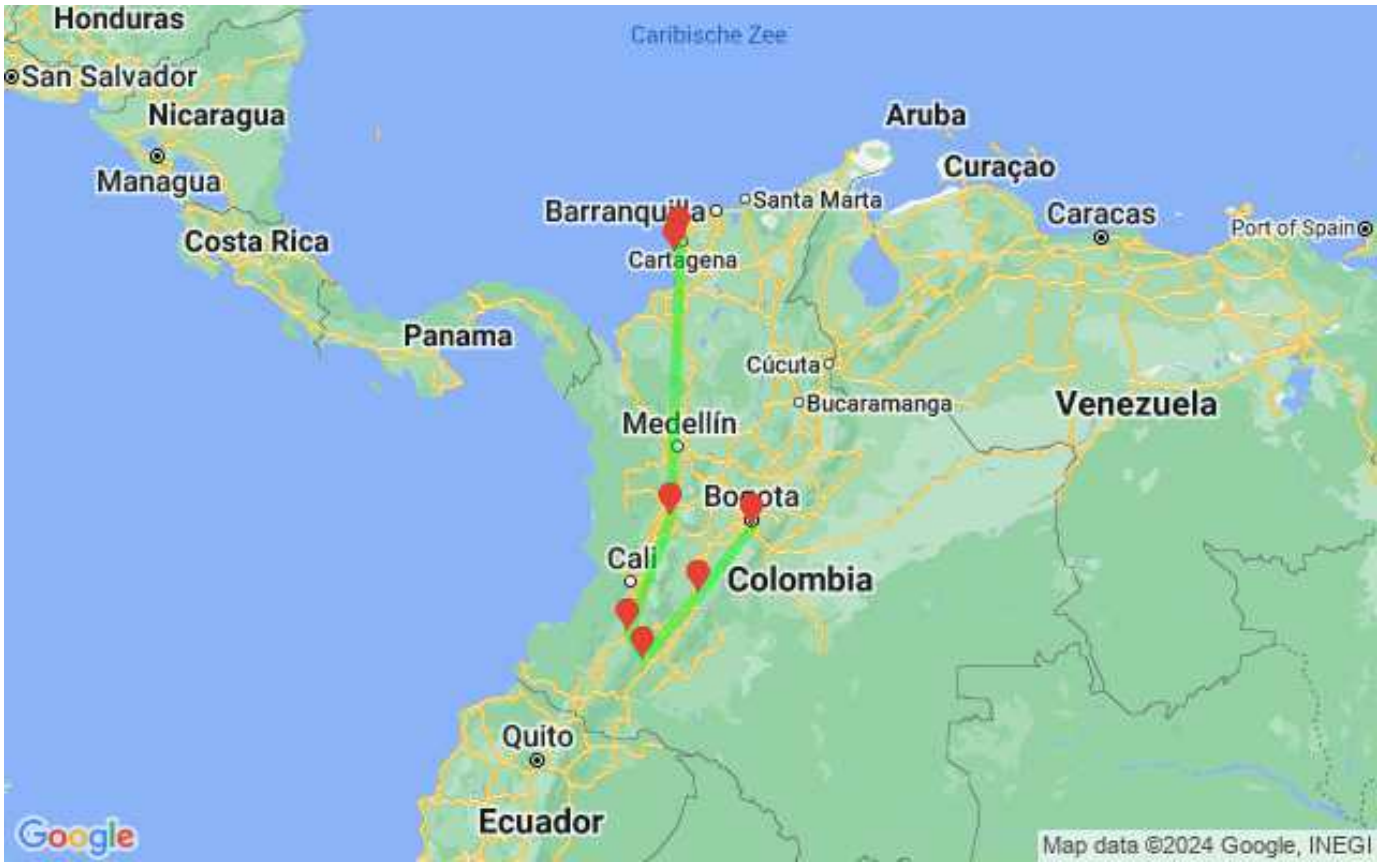 Honduras
Caribische Zee
San Salvador
Nicaragua
Aruba
Managua
Curaçao
Barranquilla
Santa Marta
Caracas
Port of Spain
Costa Rica
Cartagena
Panama
Cúcuta
Bucaramanga
Venezuela
Medellín
Bogota
Cali
Colombia
Quito
Ecuador
Google
Map data ©2024 Google, INEGI